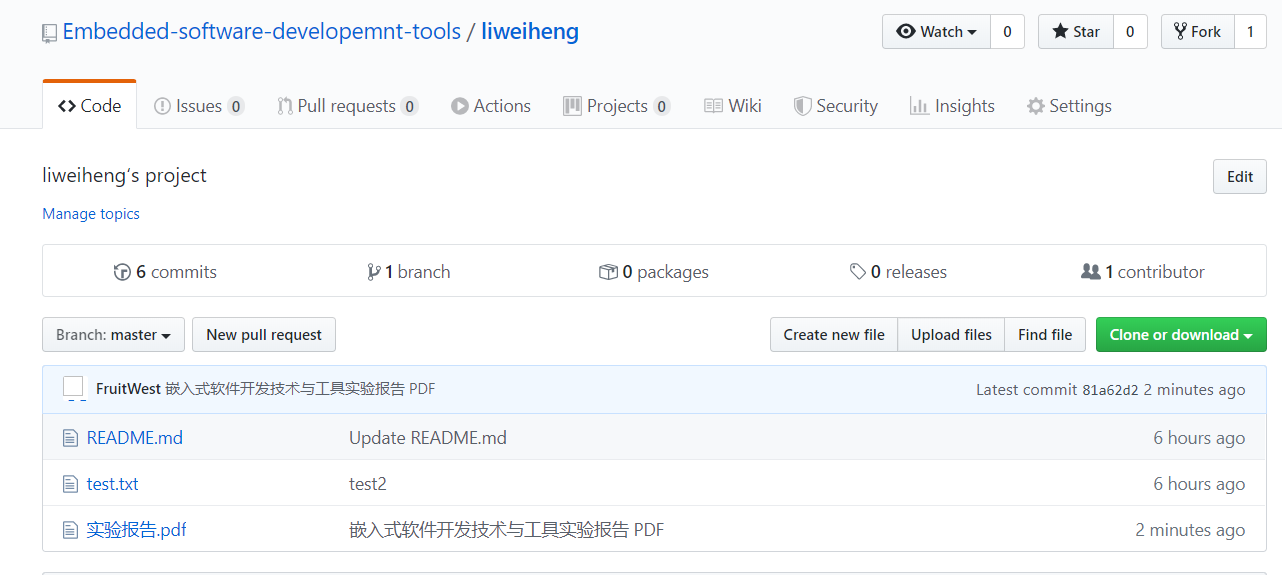 Embedded-software-developemnt-tools / liweiheng Watch 0 Star 0 Fork 1
Code Issues 0 Pull requests 0 Actions Projects 0 Wiki Security Insights Settings
liweiheng‘s project Edit
Manage topics
6 commits 1 branch 0 packages 0 releases 1 contributor
Branch: master New pull request Create new file Upload files Find file Clone or download
FruitWest 嵌入式软件开发技术与工具实验报告 PDF Latest commit 81a62d2 2 minutes ago
README.md Update README.md 6 hours ago
test.txt test2 6 hours ago
实验报告.pdf 嵌入式软件开发技术与工具实验报告 PDF 2 minutes ago